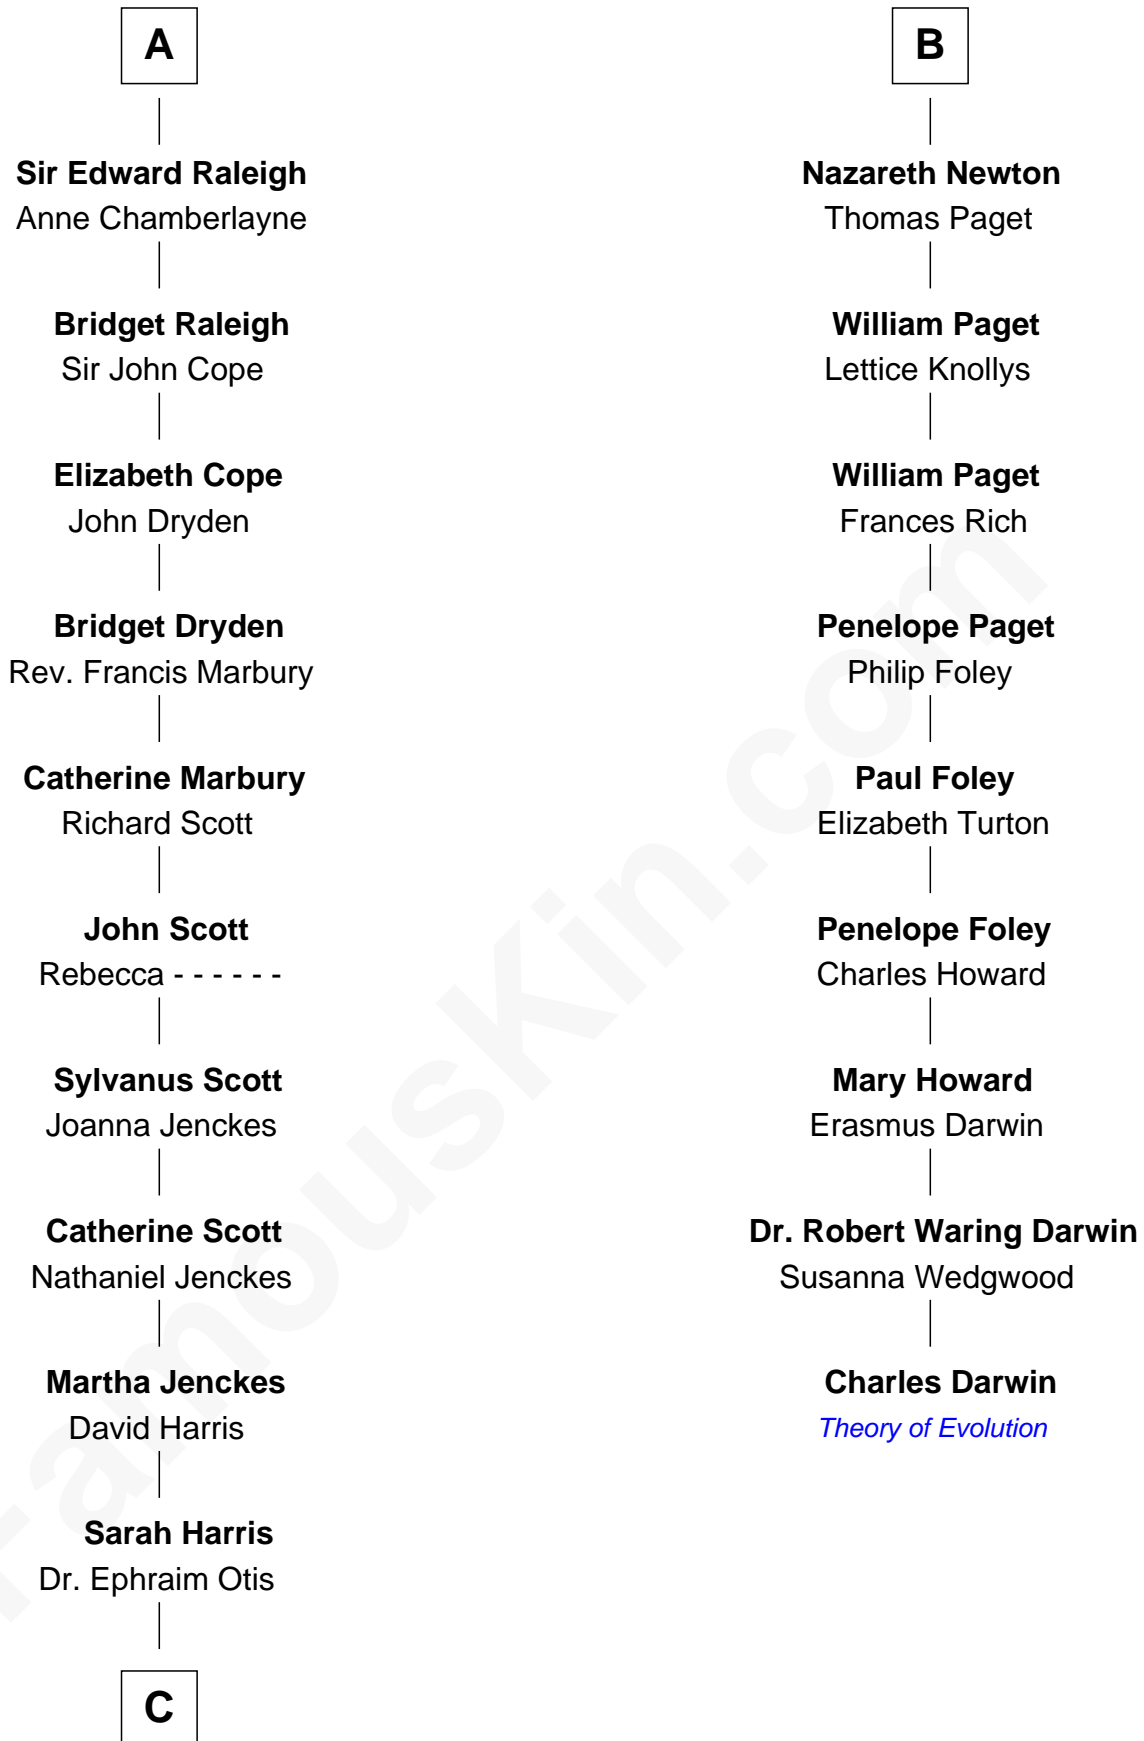 A
Sir Edward Raleigh
Anne Chamberlayne
Bridget Raleigh
Sir John Cope
Elizabeth Cope
John Dryden
Bridget Dryden
Rev. Francis Marbury
Catherine Marbury
Richard Scott
John Scott
Rebecca - - - - - -
Sylvanus Scott
Joanna Jenckes
Catherine Scott
Nathaniel Jenckes
Martha Jenckes
David Harris
Sarah Harris
Dr. Ephraim Otis
C
B
Nazareth Newton
Thomas Paget
William Paget
Lettice Knollys
William Paget
Frances Rich
Penelope Paget
Philip Foley
Paul Foley
Elizabeth Turton
Penelope Foley
Charles Howard
Mary Howard
Erasmus Darwin
Dr. Robert Waring Darwin
Susanna Wedgwood
Charles Darwin
Theory of Evolution
FamousKin.com